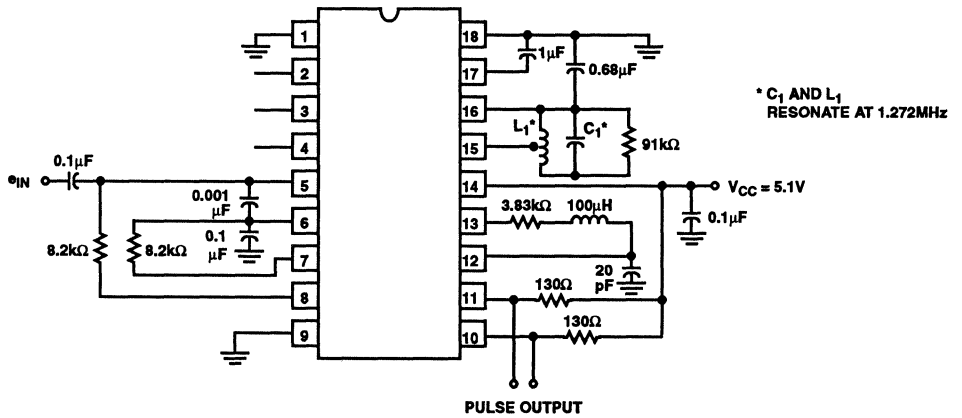 1
18
1μF
2
17
0.68μF
3
16
* C1 AND L1
RESONATE AT 1.272MHz
L1*
C1*
91kΩ
4
15
0.1μF
eIN
5
14
VCC = 5.1V
0.001
μF
3.83kΩ
100μH
0.1μF
6
13
0.1
μF
8.2kΩ
8.2kΩ
7
12
20
pF
8
11
130Ω
130Ω
9
10
PULSE OUTPUT